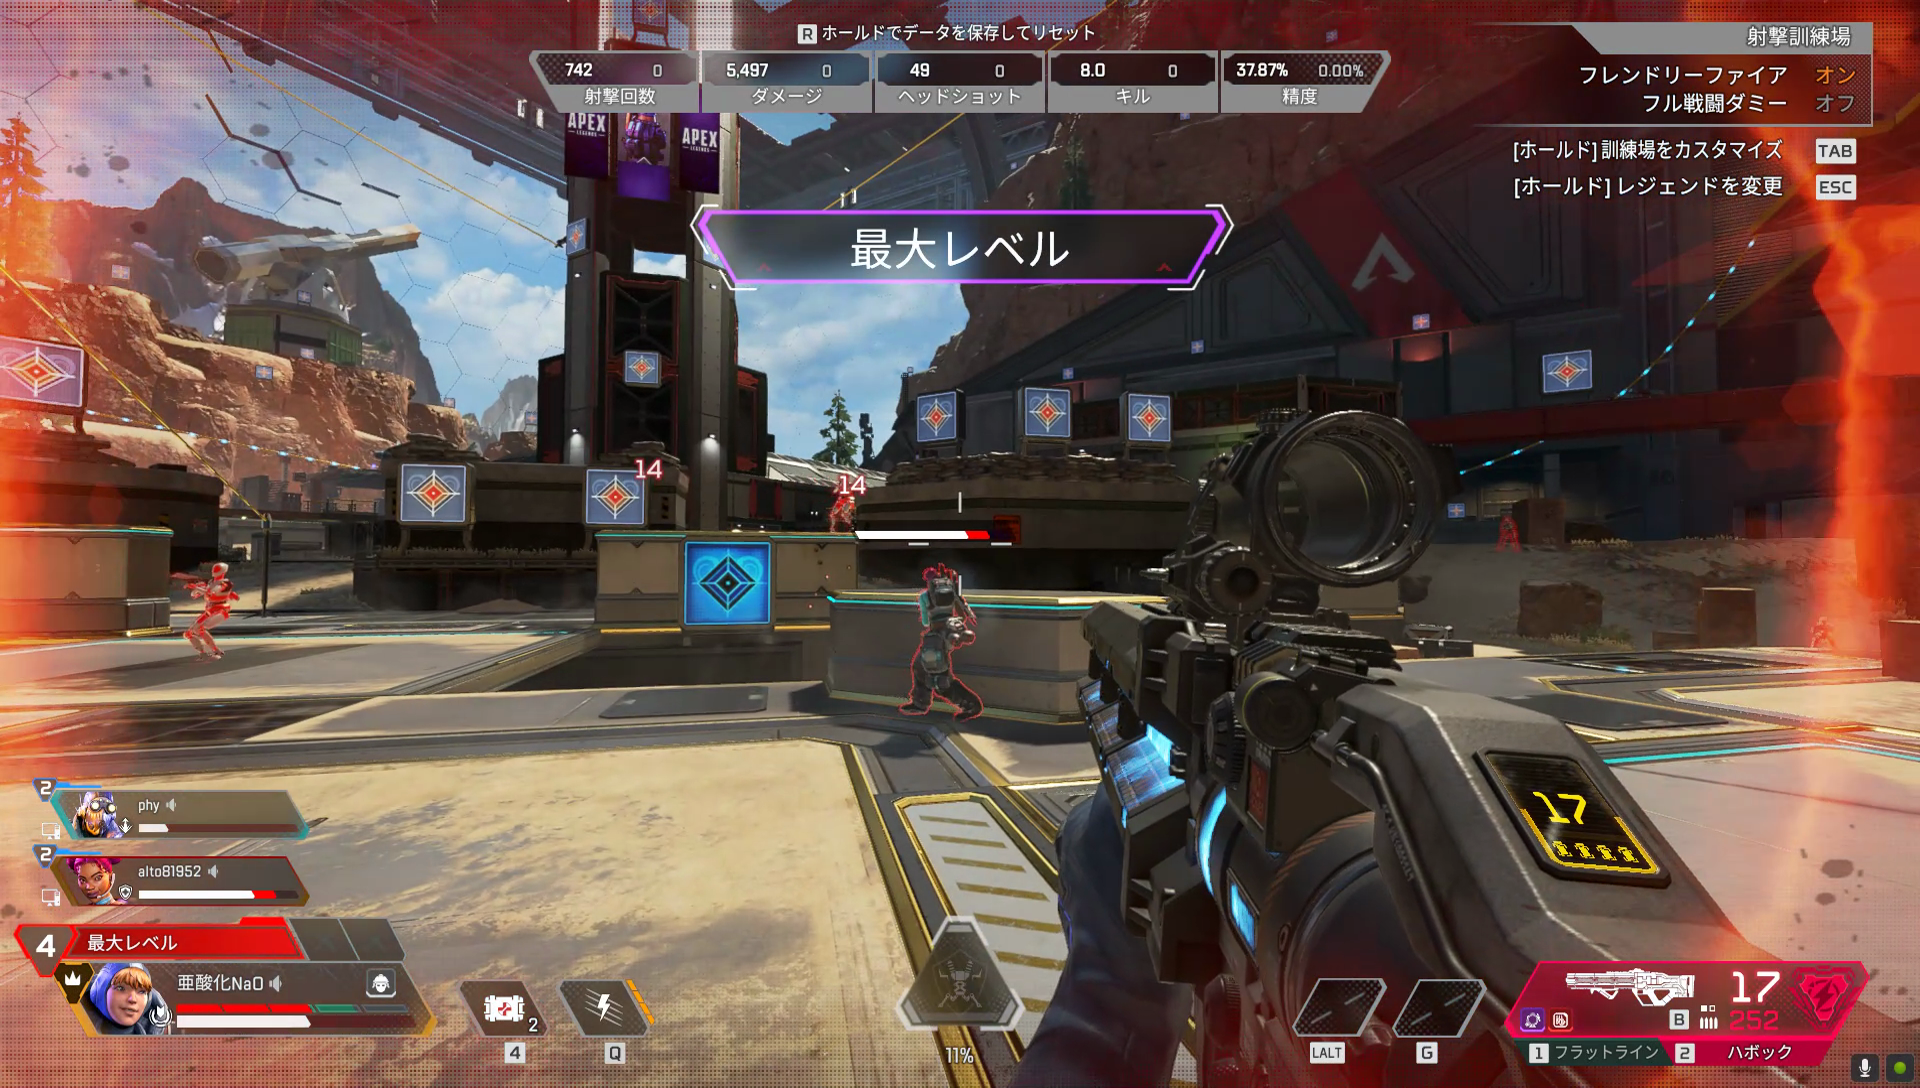 R ホールドでデータを保存してリセット
742 0 5,497 0 49 0 8.0 0 37.87% 0.00%
射撃回数 ダメージ ヘッドショット キル 精度
射撃訓練場
フレンドリーファイア オン
フル戦闘ダミー オフ
[ホールド]訓練場をカスタマイズ TAB
[ホールド]レジェンドを変更 ESC
APEX
LEGENDS
APEX
LEGENDS
最大レベル
14
14
17
2
phy
2
alto81952
4 最大レベル
亜酸化NaO
2
4
Q
11%
LALT
G
17
B 252
1 フラットライン 2 ハボック